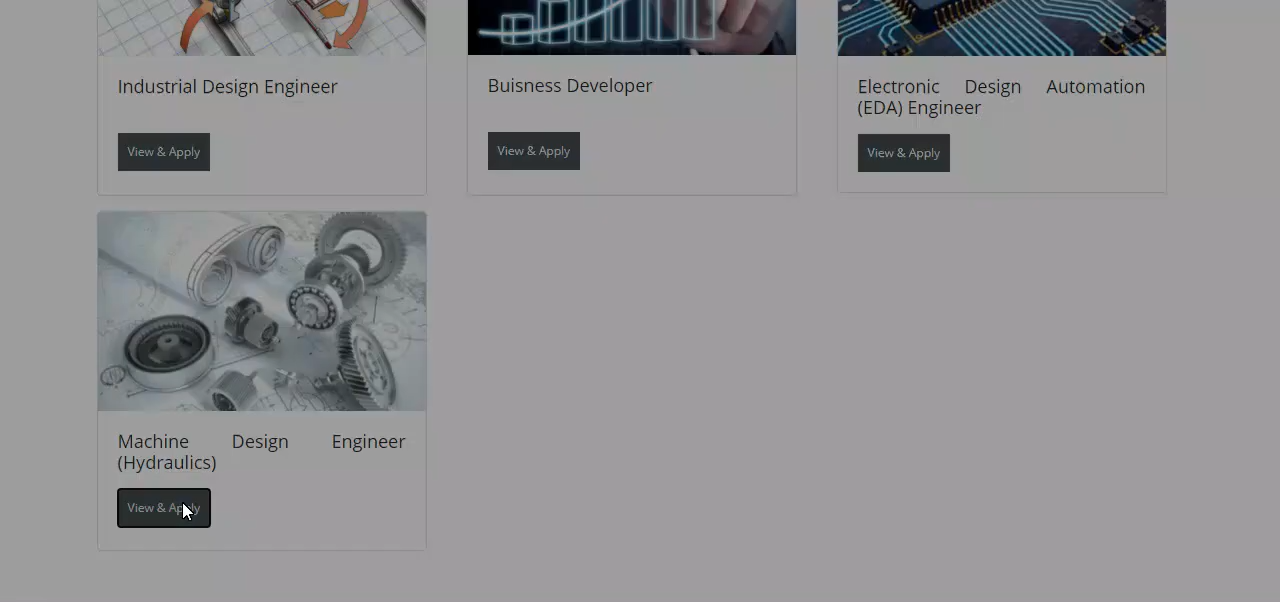 Industrial Design Engineer
View & Apply
Buisness Developer
View & Apply
Electronic Design Automation
(EDA) Engineer
View & Apply
Machine Design Engineer
(Hydraulics)
View & Apply